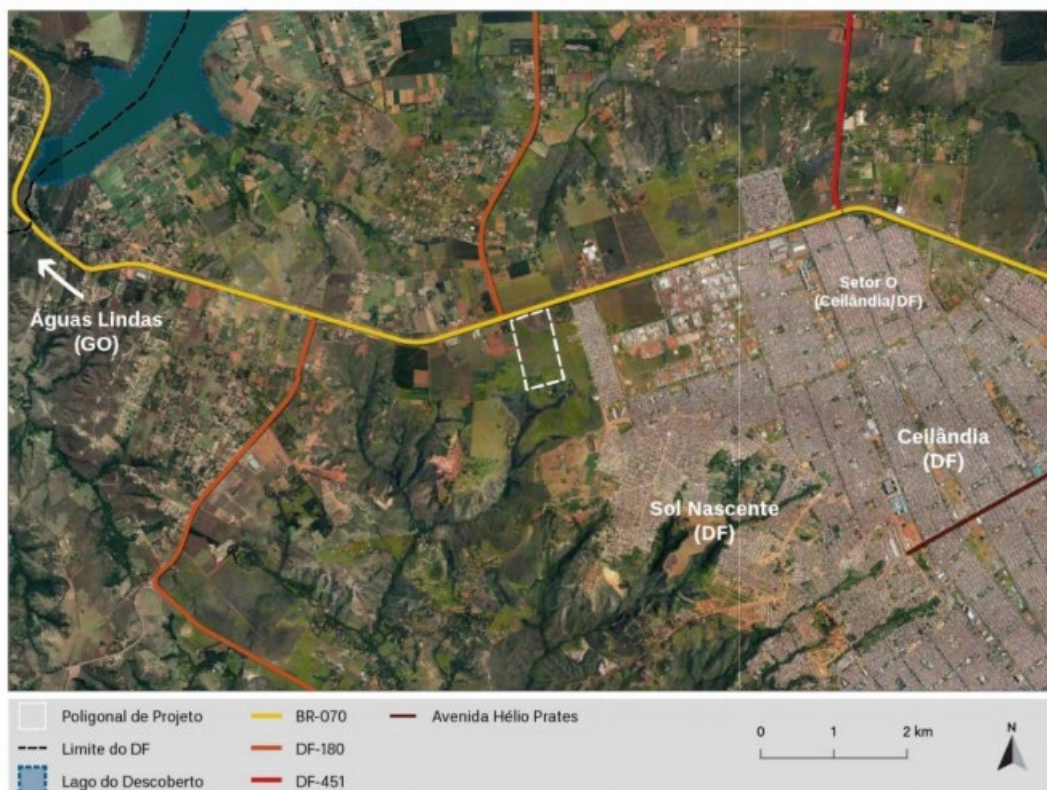 Águas Lindas
(GO)
Setor O
(Ceilândia/DF)
Ceilândia
(DF)
Sol Nascente
(DF)
Poligonal de Projeto
BR-070
Avenida Hélio Prates
Limite do DF
DF-180
Lago do Descoberto
DF-451
0 1 2 km
N